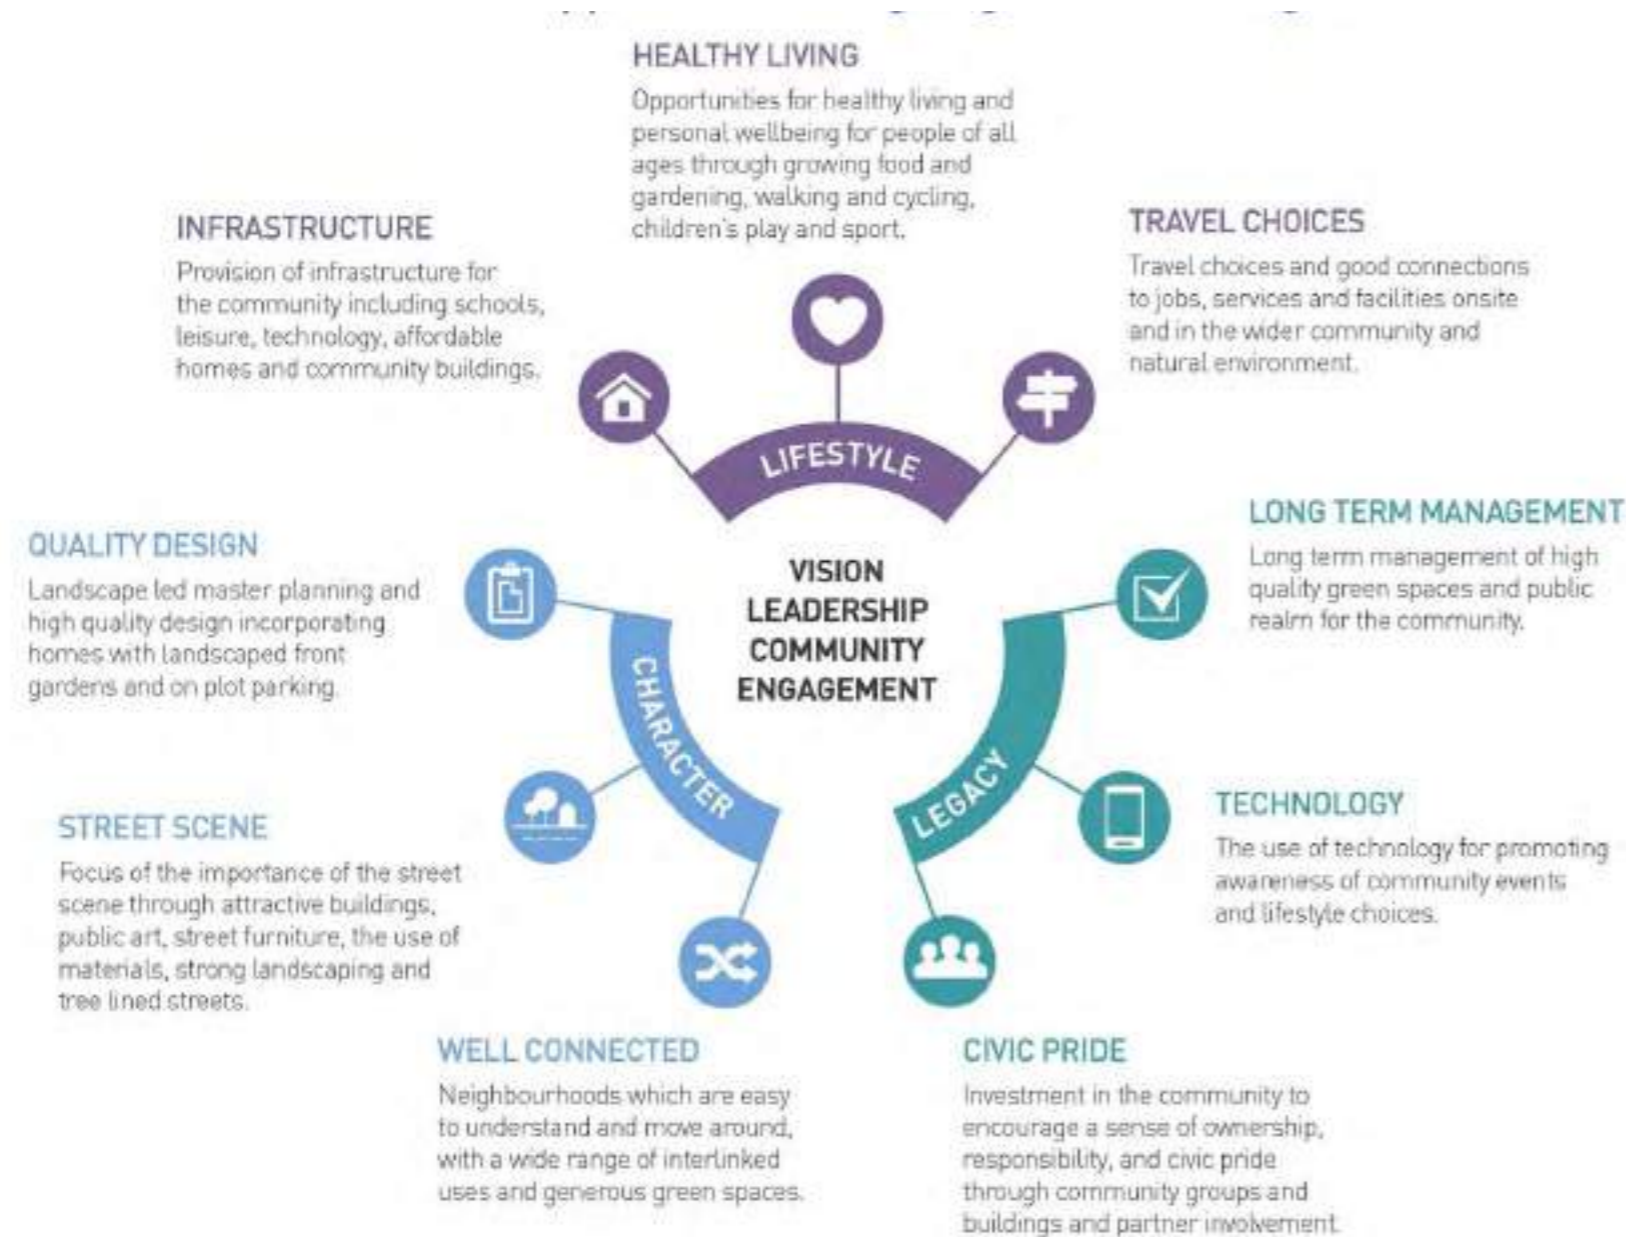 HEALTHY LIVING
Opportunities for healthy living and
personal wellbeing for people of all
ages through growing food and
gardening, walking and cycling,
children's play and sport.
INFRASTRUCTURE
Provision of infrastructure for
the community including schools,
leisure, technology, affordable
homes and community buildings.
TRAVEL CHOICES
Travel choices and good connections
to jobs, services and facilities onsite
and in the wider community and
natural environment.
LIFESTYLE
QUALITY DESIGN
Landscape led master planning and
high quality design incorporating
homes with landscaped front
gardens and on plot parking.
VISION
LEADERSHIP
COMMUNITY
ENGAGEMENT
LONG TERM MANAGEMENT
Long term management of high
quality green spaces and public
realm for the community.
CHARACTER
LEGACY
STREET SCENE
Focus of the importance of the street
scene through attractive buildings,
public art, street furniture, the use of
materials, strong landscaping and
tree lined streets.
TECHNOLOGY
The use of technology for promoting
awareness of community events
and lifestyle choices.
WELL CONNECTED
Neighbourhoods which are easy
to understand and move around,
with a wide range of interlinked
uses and generous green spaces.
CIVIC PRIDE
Investment in the community to
encourage a sense of ownership,
responsibility, and civic pride
through community groups and
buildings and partner involvement.